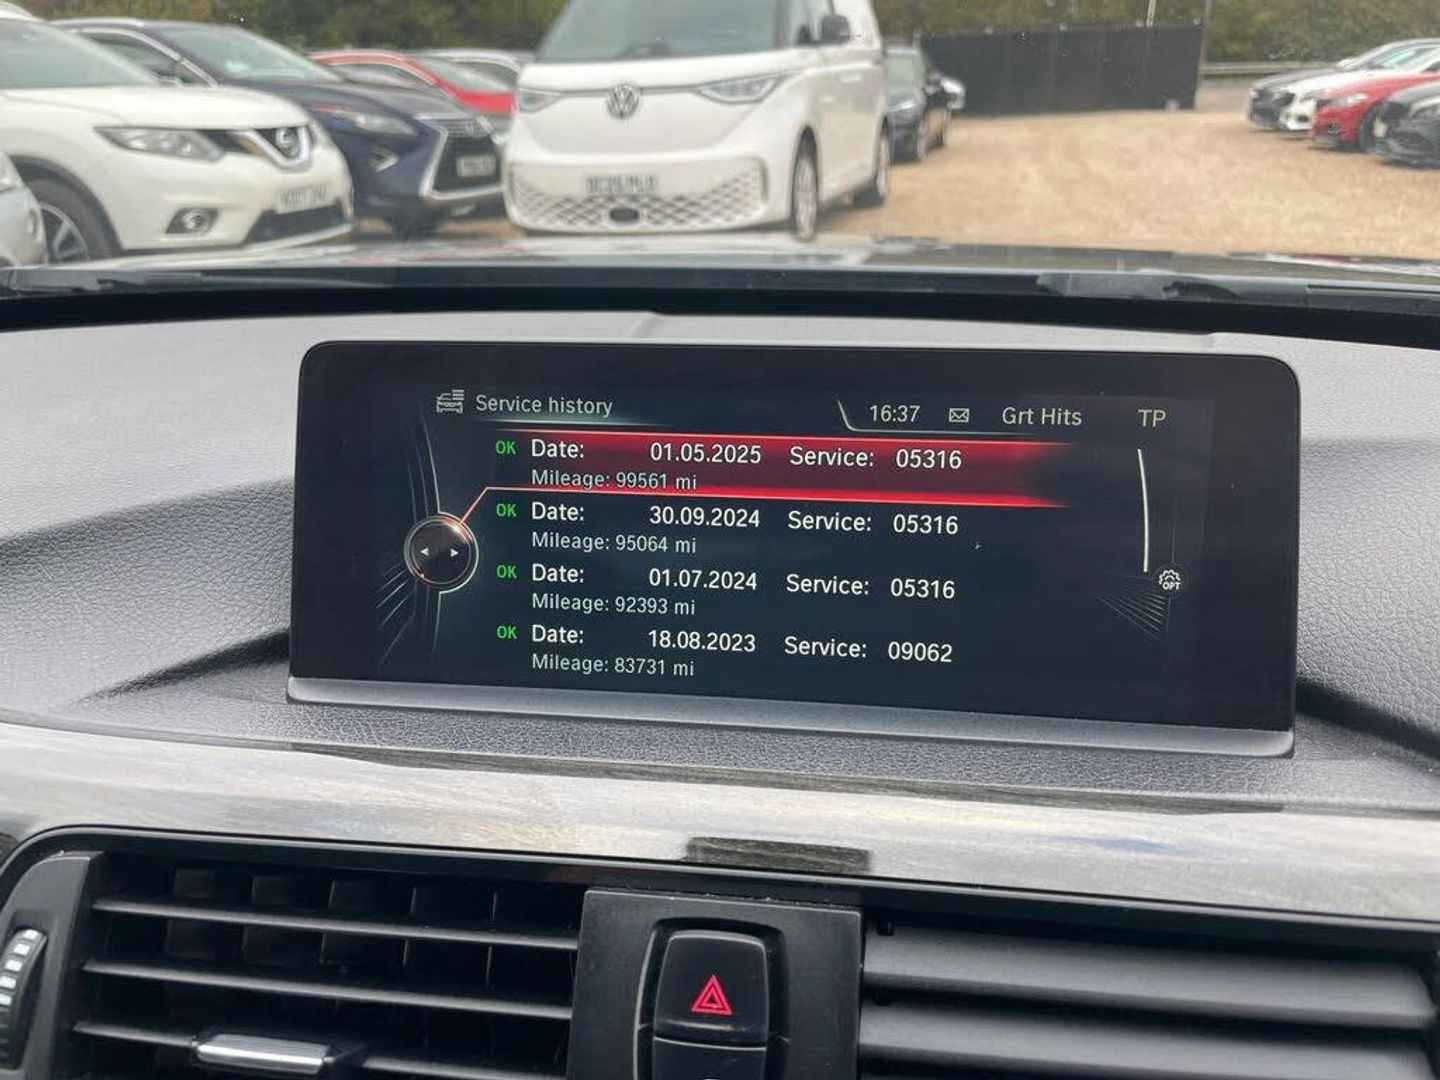 Service history 16:37 Grt Hits TP
OK Date: 01.05.2025 Service: 05316
Mileage: 99561 mi
OK Date: 30.09.2024 Service: 05316
Mileage: 95064 mi
OK Date: 01.07.2024 Service: 05316
Mileage: 92393 mi
OPT
OK Date: 18.08.2023 Service: 09062
Mileage: 83731 mi